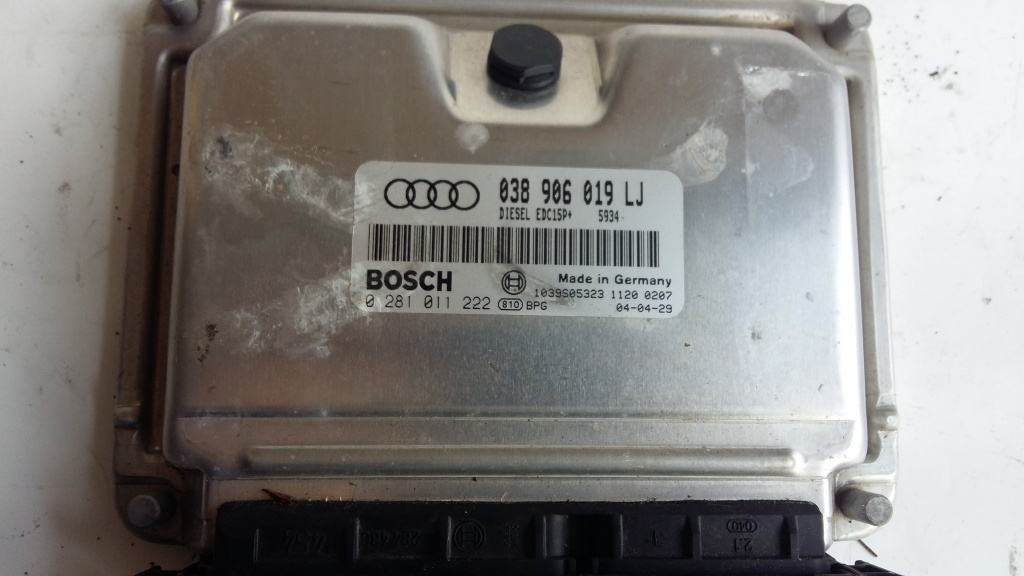 038 906 019 LJ
DIESEL EDC15P+ 5934
BOSCH Made in Germany
1039S05323 1120 0207
0 281 011 222 810 BPG 04-04-29